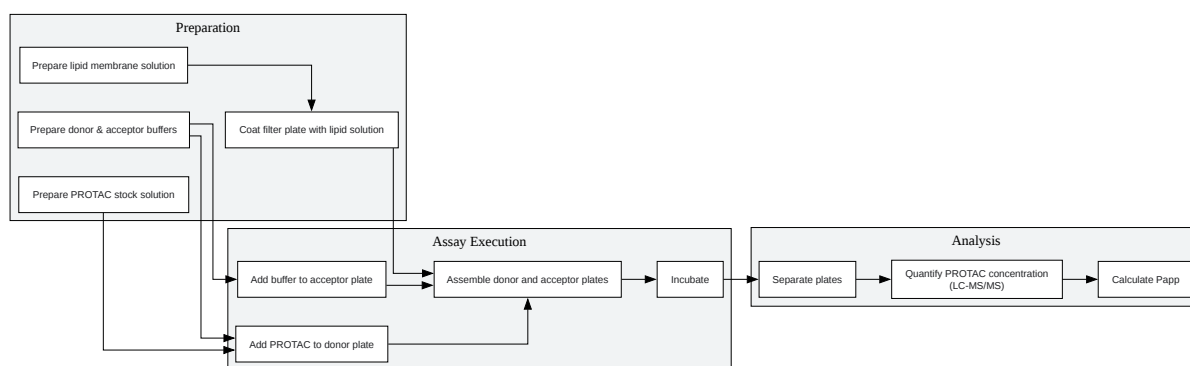 Preparation
Prepare lipid membrane solution
Prepare donor & acceptor buffers
Coat filter plate with lipid solution
Prepare PROTAC stock solution
Assay Execution
Add buffer to acceptor plate
Assemble donor and acceptor plates
Incubate
Add PROTAC to donor plate
Analysis
Separate plates
Quantify PROTAC concentration
(LC-MS/MS)
Calculate Papp